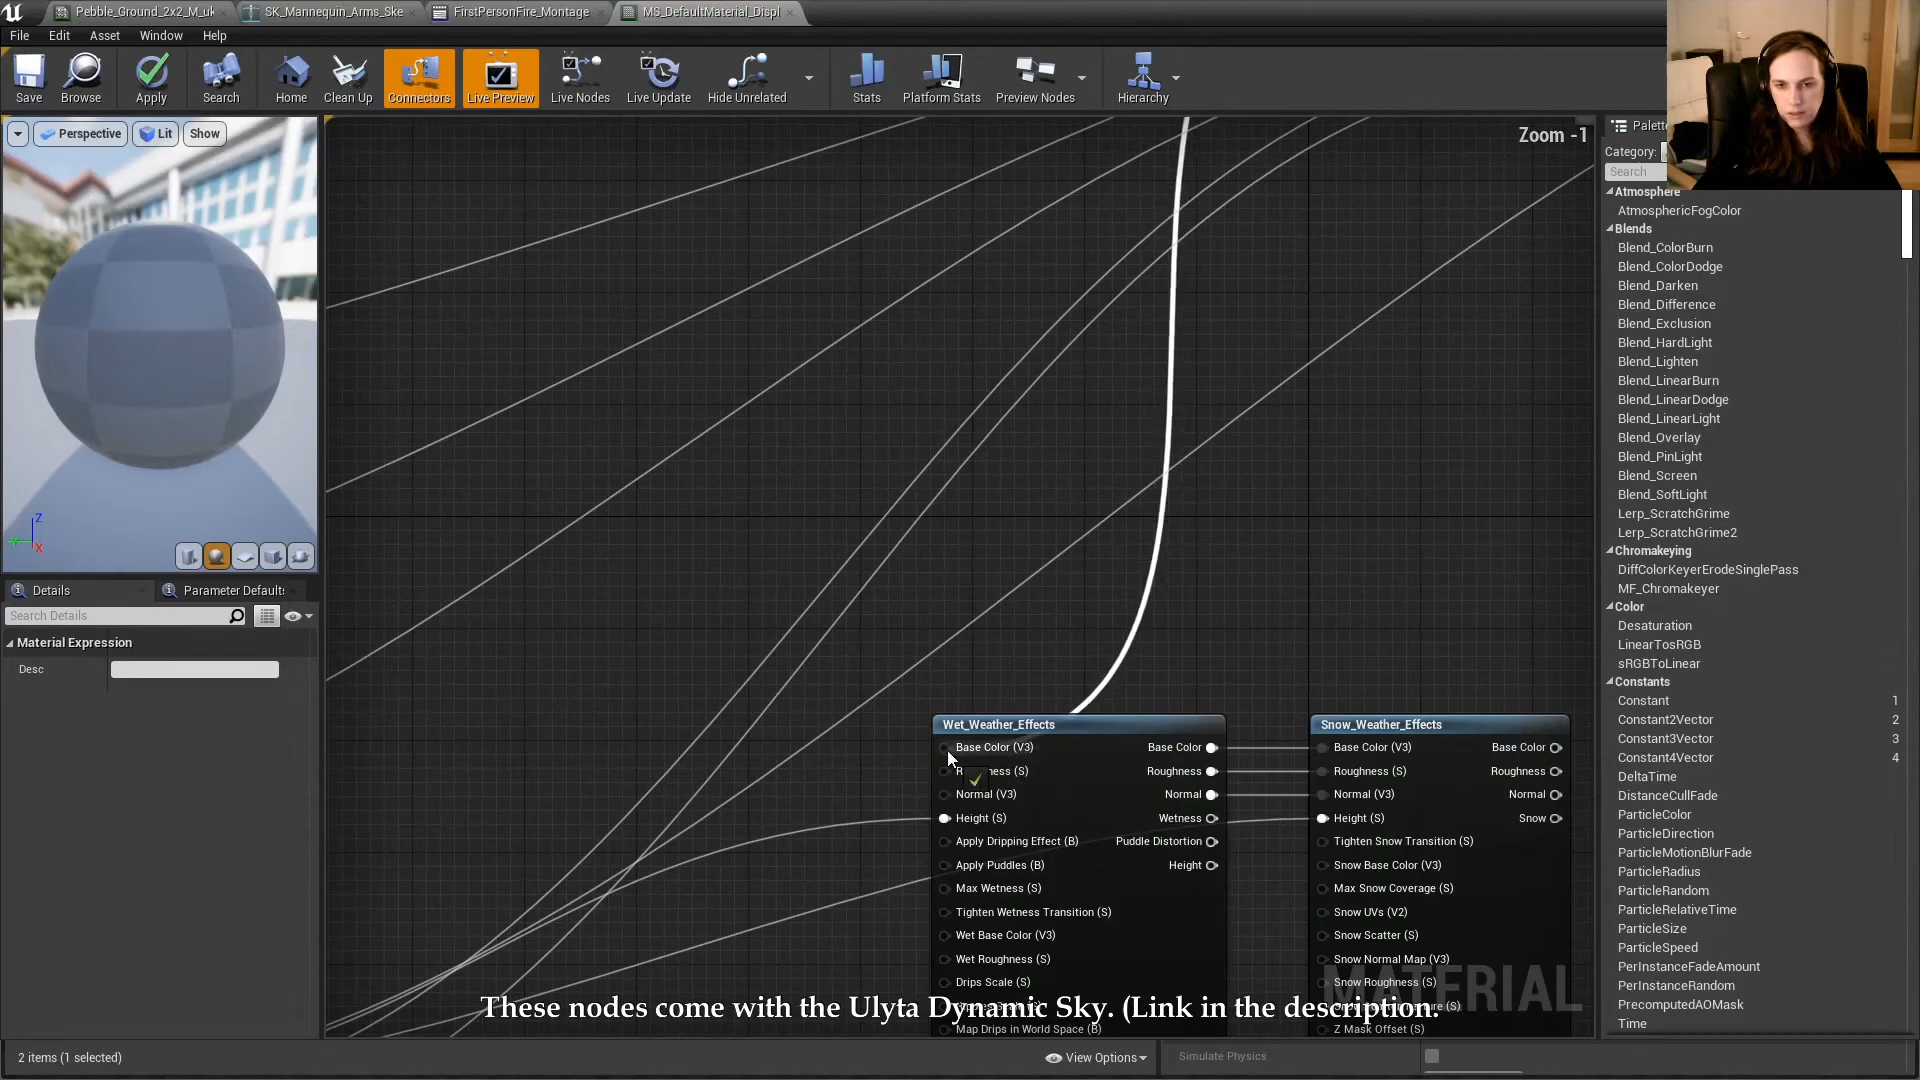 Pebble_Ground_2x2_M_uk
SK_Mannequin_Arms_Ske
FirstPersonFire_Montage
MS_DefaultMaterial_Displ
File Edit Asset Window Help
Save Browse Apply Search Home Clean Up Connectors Live Preview Live Nodes Live Update Hide Unrelated Stats Platform Stats Preview Nodes Hierarchy
Perspective Lit Show
Zoom -1
Z
X
Details
Parameter Defaults
Search Details
Material Expression
Desc
Wet_Weather_Effects
Base Color (V3) Base Color
Roughness
Normal (V3) Normal
Height (S) Wetness
Apply Dripping Effect (B) Puddle Distortion
Apply Puddles (B) Height
Max Wetness (S)
Tighten Wetness Transition (S)
Wet Base Color (V3)
Wet Roughness (S)
Drips Scale (S)
Map Drips in World Space (B)
Snow_Weather_Effects
Base Color (V3) Base Color
Roughness (S) Roughness
Normal (V3) Normal
Height (S) Snow
Tighten Snow Transition (S)
Snow Base Color (V3)
Max Snow Coverage (S)
Snow UVs (V2)
Snow Scatter (S)
Snow Normal Map (V3)
Snow Roughness (S)
Z Mask Offset (S)
MATERIAL
These nodes come with the Ulyta Dynamic Sky. (Link in the description.
2 items (1 selected)
View Options
Simulate Physics
Palett
Category:
Search
Atmosphere
AtmosphericFogColor
Blends
Blend_ColorBurn
Blend_ColorDodge
Blend_Darken
Blend_Difference
Blend_Exclusion
Blend_HardLight
Blend_Lighten
Blend_LinearBurn
Blend_LinearDodge
Blend_LinearLight
Blend_Overlay
Blend_PinLight
Blend_Screen
Blend_SoftLight
Lerp_ScratchGrime
Lerp_ScratchGrime2
Chromakeying
DiffColorKeyerErodeSinglePass
MF_Chromakeyer
Color
Desaturation
LinearTosRGB
sRGBToLinear
Constants
Constant 1
Constant2Vector 2
Constant3Vector 3
Constant4Vector 4
DeltaTime
DistanceCullFade
ParticleColor
ParticleDirection
ParticleMotionBlurFade
ParticleRadius
ParticleRandom
ParticleRelativeTime
ParticleSize
ParticleSpeed
PerInstanceFadeAmount
PerInstanceRandom
PrecomputedAOMask
Time